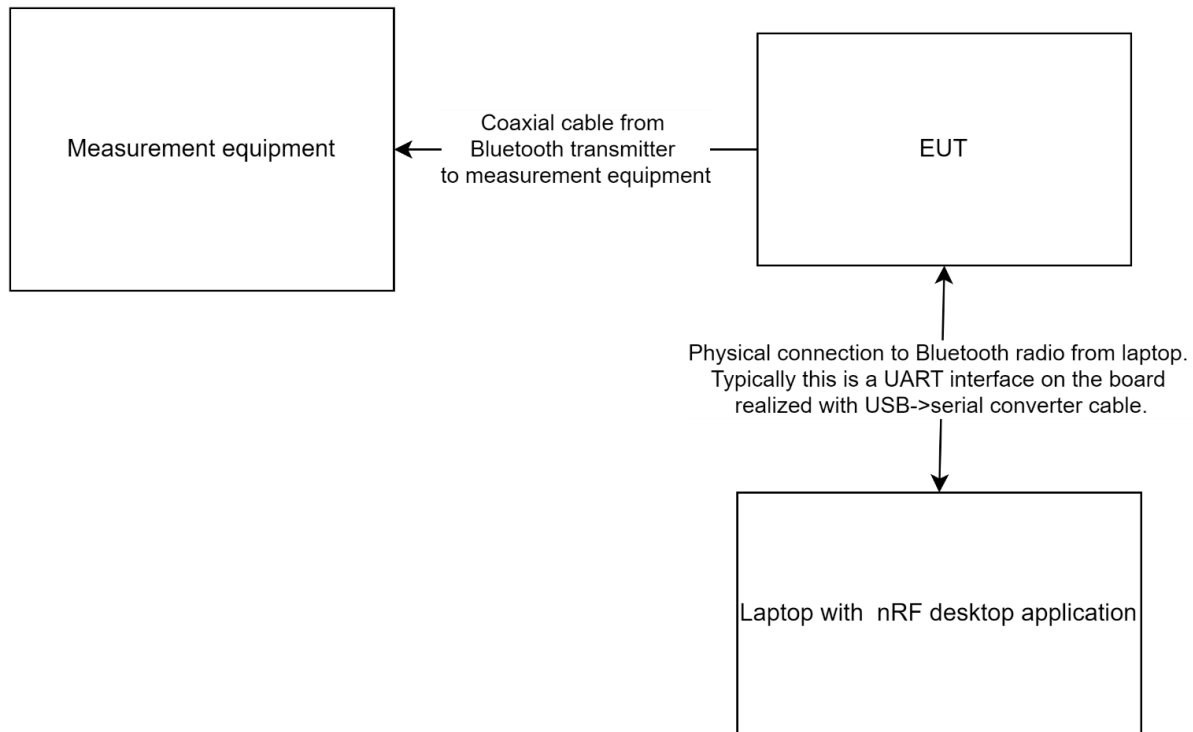 Measurement equipment
Coaxial cable from
Bluetooth transmitter
to measurement equipment
EUT
Physical connection to Bluetooth radio from laptop.
Typically this is a UART interface on the board
realized with USB->serial converter cable.
Laptop with  nRF desktop application